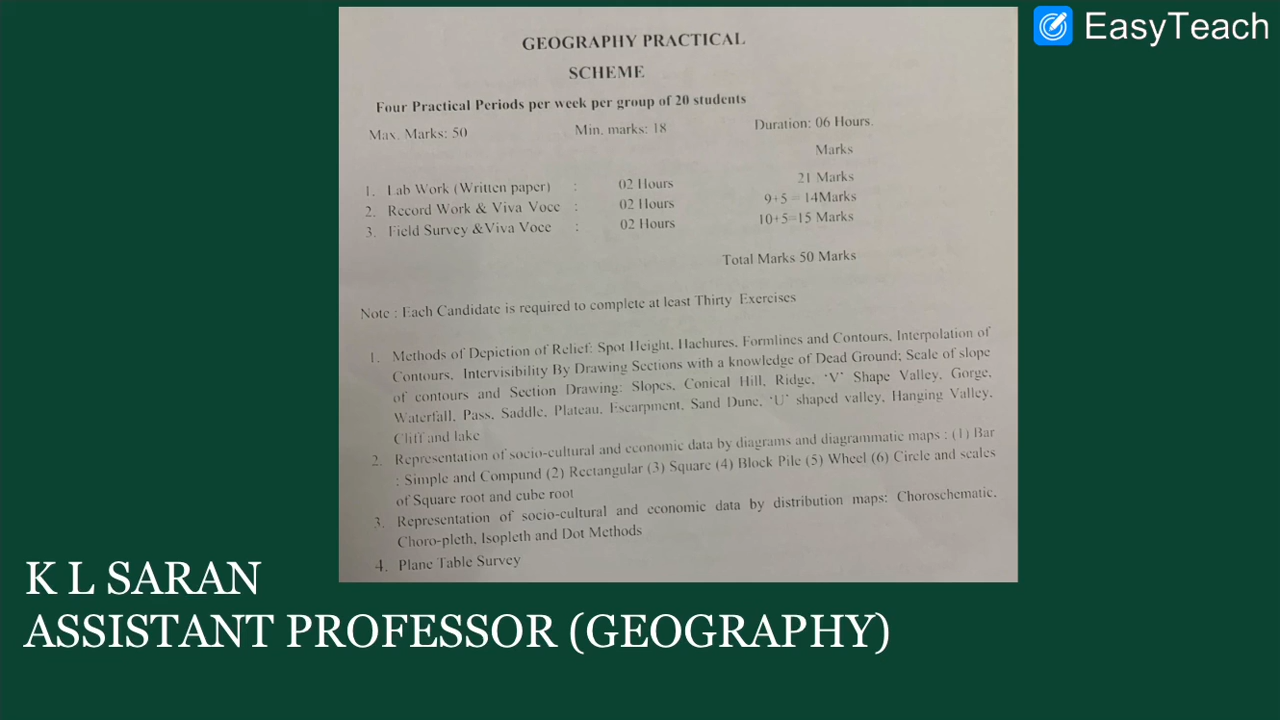 EasyTeach
GEOGRAPHY PRACTICAL
SCHEME
Four Practical Periods per week per group of 20 students
Max. Marks: 50 Min. marks: 18 Duration: 06 Hours.
Marks
1. Lab Work (Written paper) : 02 Hours 21 Marks
2. Record Work & Viva Voce : 02 Hours 9+5 = 14Marks
3. Field Survey &Viva Voce : 02 Hours 10+5=15 Marks
Total Marks 50 Marks
Note : Each Candidate is required to complete at least Thirty Exercises
1. Methods of Depiction of Relief: Spot Height, Hachures, Formlines and Contours, Interpolation of
Contours, Intervisibility By Drawing Sections with a knowledge of Dead Ground; Scale of slope
of contours and Section Drawing: Slopes, Conical Hill, Ridge, ‘V’ Shape Valley, Gorge,
Waterfall, Pass, Saddle, Plateau, Escarpment, Sand Dune, ‘U’ shaped valley, Hanging Valley,
Cliff and lake
2. Representation of socio-cultural and economic data by diagrams and diagrammatic maps : (1) Bar
: Simple and Compund (2) Rectangular (3) Square (4) Block Pile (5) Wheel (6) Circle and scales
of Square root and cube root
3. Representation of socio-cultural and economic data by distribution maps: Choroschematic,
Choro-pleth, Isopleth and Dot Methods
4. Plane Table Survey
K L SARAN
ASSISTANT PROFESSOR (GEOGRAPHY)